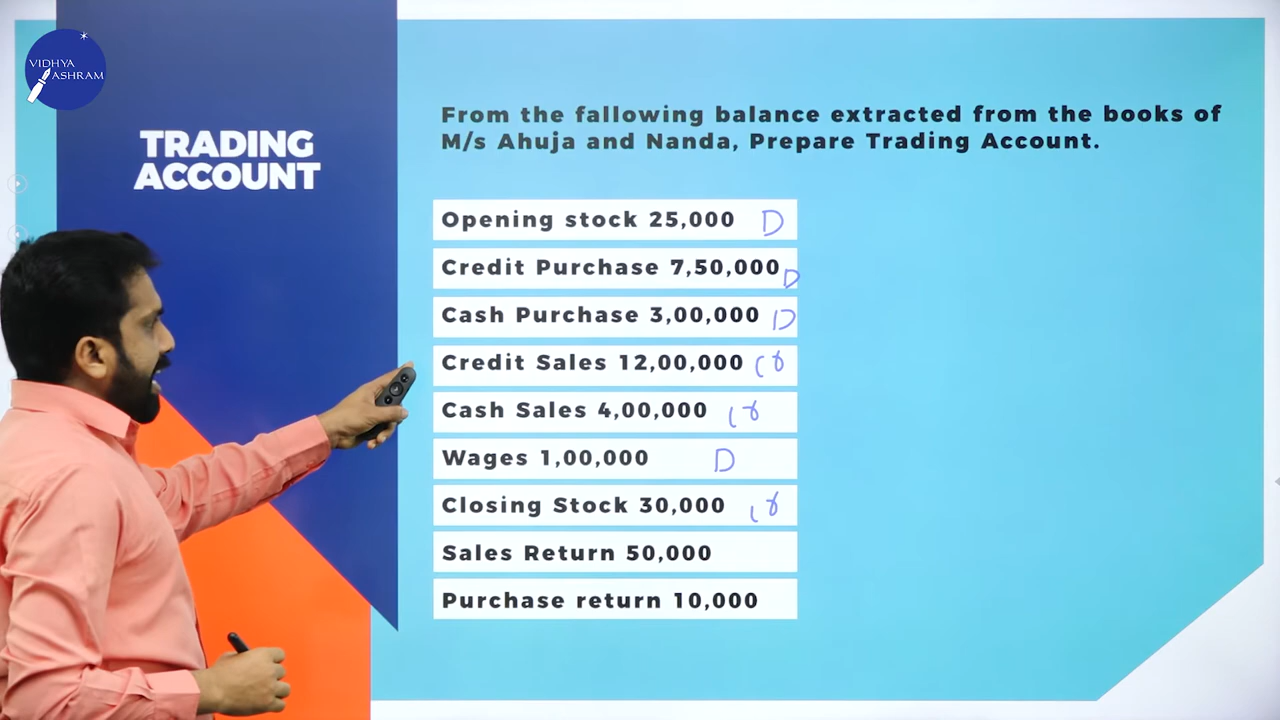 VIDHYA
ASHRAM
TRADING
ACCOUNT
From the fallowing balance extracted from the books of
M/s Ahuja and Nanda, Prepare Trading Account.
Opening stock 25,000 D
Credit Purchase 7,50,000 D
Cash Purchase 3,00,000 D
Credit Sales 12,00,000 Cr
Cash Sales 4,00,000 Cr
Wages 1,00,000 D
Closing Stock 30,000 Cr
Sales Return 50,000
Purchase return 10,000